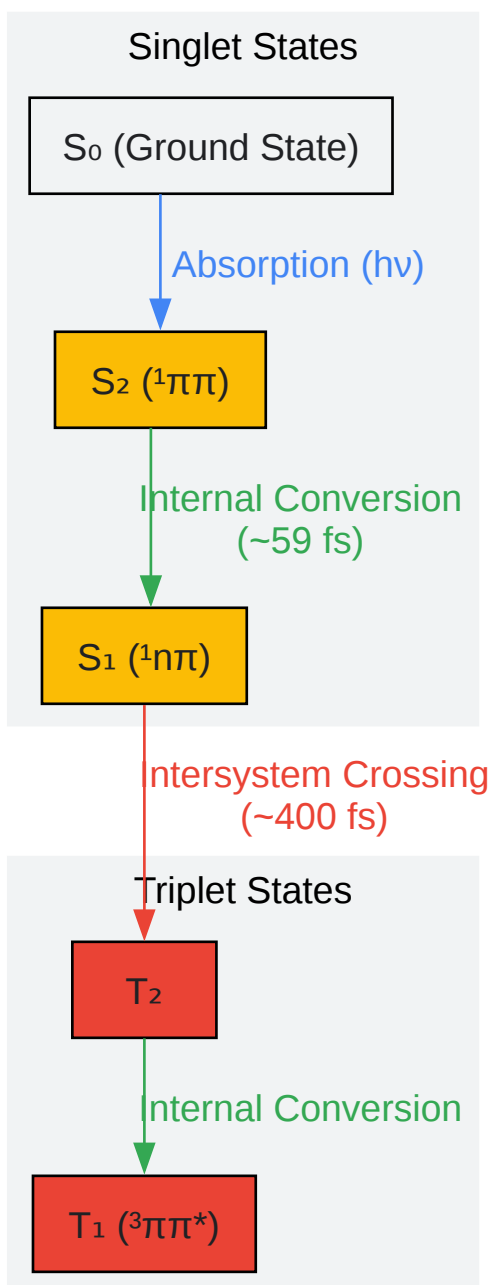 Singlet States
S₀ (Ground State)
Absorption (hν)
S₂ (¹ππ)
Internal Conversion
(~59 fs)
S₁ (¹nπ)
Intersystem Crossing
(~400 fs)
Triplet States
T₂
Internal Conversion
T₁ (³ππ*)